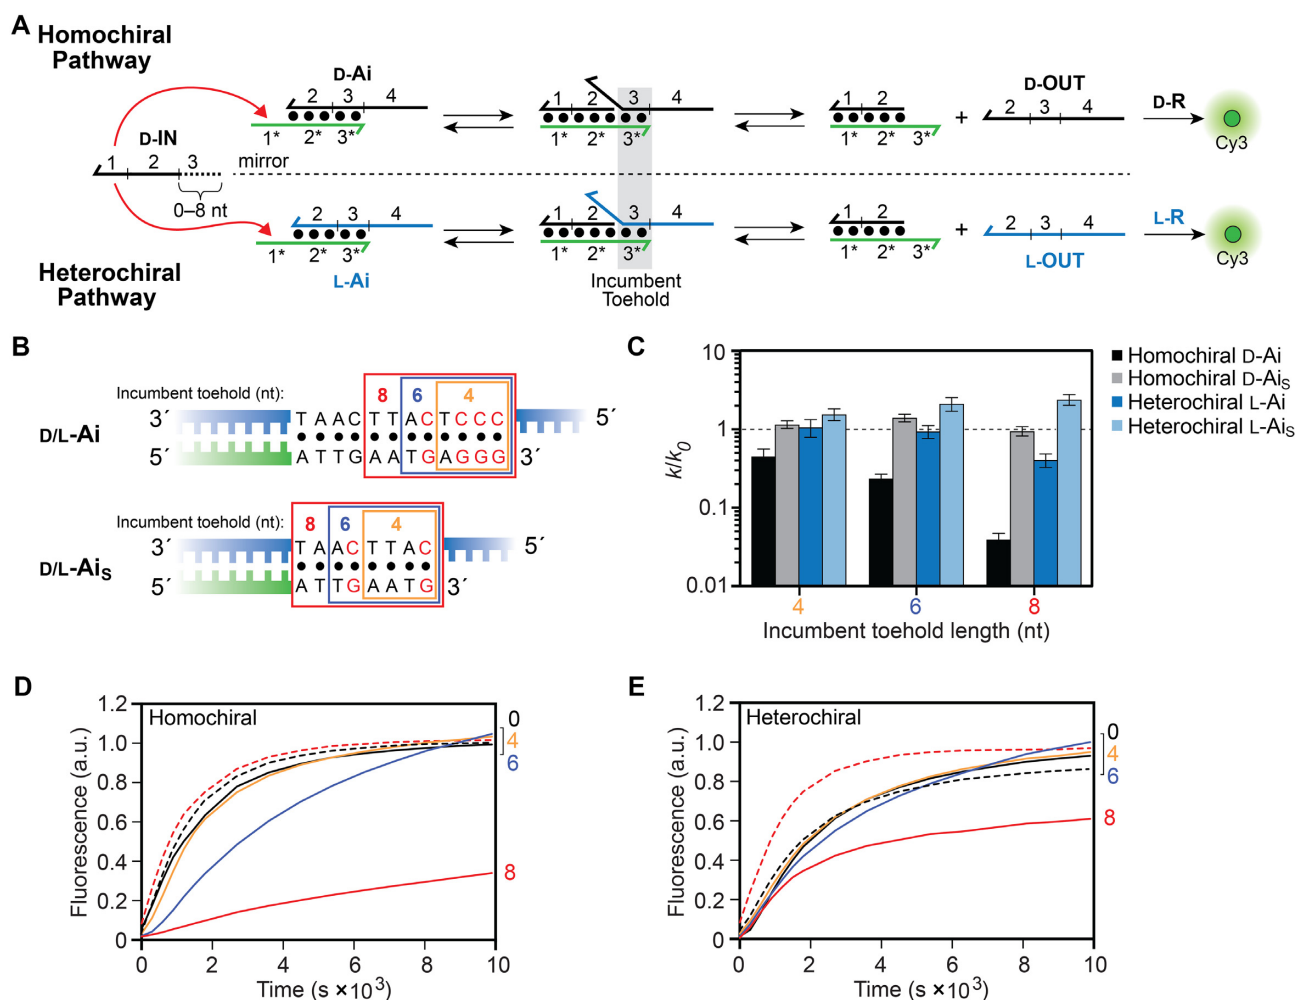 A
Homochiral
Pathway
D-Ai
2 3 4
1* 2* 3*
1 2 3 4
1* 2* 3*
1 2
1* 2* 3*
+
D-OUT
2 3 4
D-R
Cy3
D-IN
1 2 3
0–8 nt
mirror
2 3 4
1* 2* 3*
L-Ai
1 2 3 4
1* 2* 3*
Incumbent
Toehold
1 2
1* 2* 3*
+
2 3 4
L-OUT
L-R
Cy3
Heterochiral
Pathway
B
Incumbent toehold (nt): 8 6 4
D/L-Ai
3´ TAACTTACTCCC 5´
5´ ATTGAATGAGGG 3´
Incumbent toehold (nt): 8 6 4
D/L-AiS
3´ TAACTTAC 5´
5´ ATTGAATG 3´
C
10
1
0.1
0.01
k/k0
4 6 8
Incumbent toehold length (nt)
Homochiral D-Ai
Homochiral D-AiS
Heterochiral L-Ai
Heterochiral L-AiS
D
Homochiral
1.2
1.0
0.8
0.6
0.4
0.2
0
Fluorescence (a.u.)
0 2 4 6 8 10
Time (s ×10³)
0
4
6
8
E
Heterochiral
1.2
1.0
0.8
0.6
0.4
0.2
0
Fluorescence (a.u.)
0 2 4 6 8 10
Time (s ×10³)
0
4
6
8